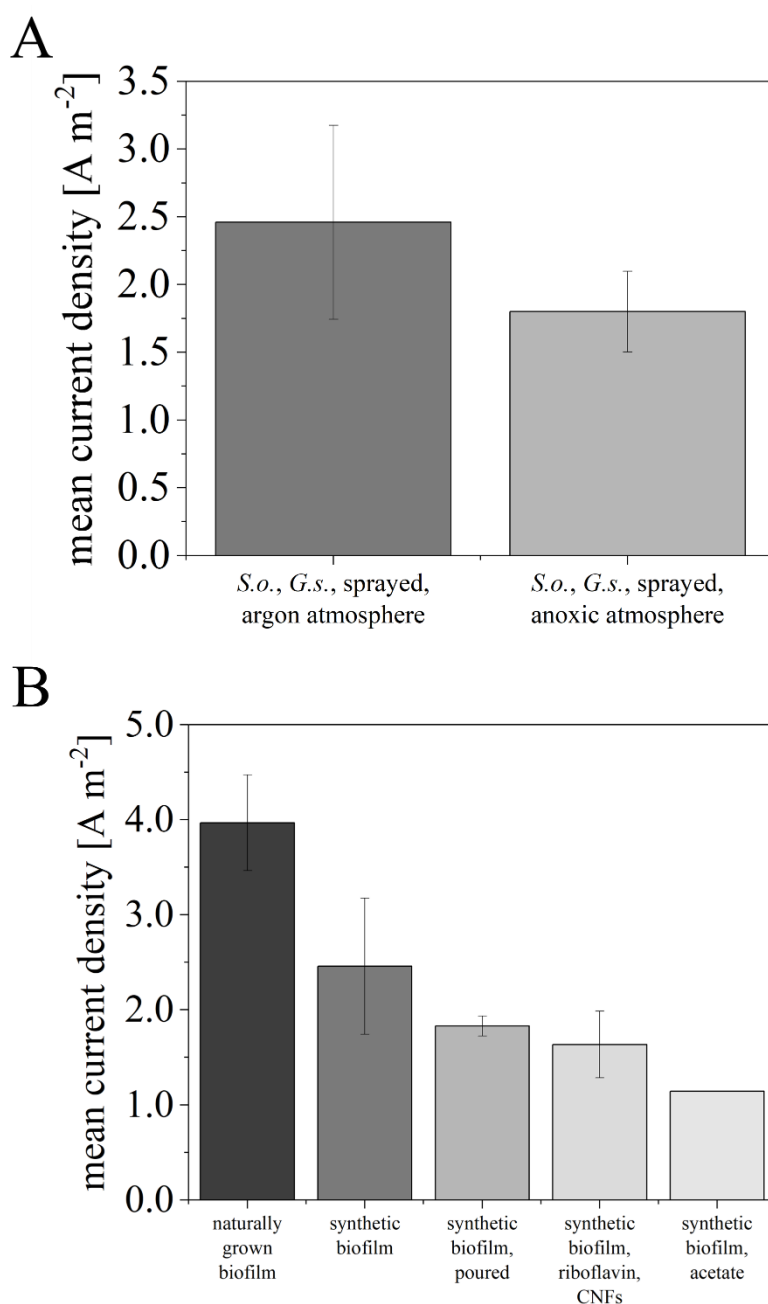 A
mean current density [A m⁻²]
3.5
3.0
2.5
2.0
1.5
1.0
0.5
0.0
S.o., G.s., sprayed,
argon atmosphere
S.o., G.s., sprayed,
anoxic atmosphere
B
mean current density [A m⁻²]
5.0
4.0
3.0
2.0
1.0
0.0
naturally
grown
biofilm
synthetic
biofilm
synthetic
biofilm,
poured
synthetic
biofilm,
riboflavin,
CNFs
synthetic
biofilm,
acetate